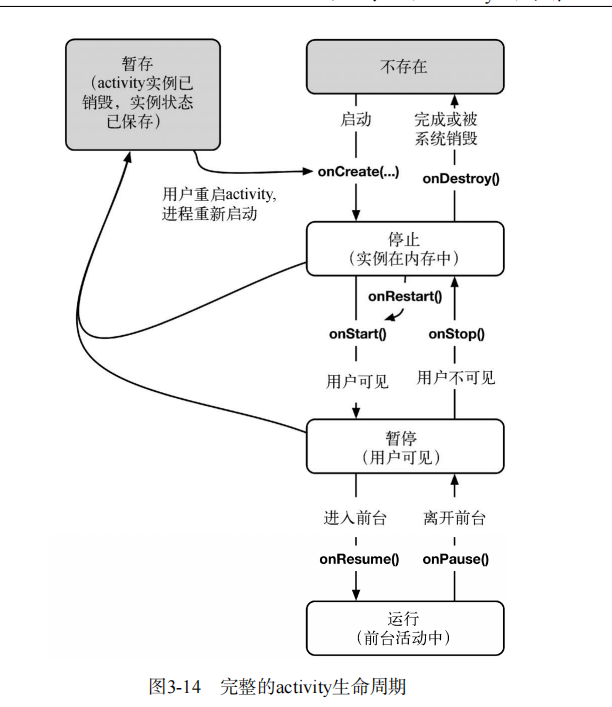 暂存
（activity实例已
销毁，实例状态
已保存）
不存在
启动
完成或被
系统销毁
onCreate(...)
onDestroy()
用户重启activity,
进程重新启动
停止
（实例在内存中）
onRestart()
onStart()
onStop()
用户可见
用户不可见
暂停
（用户可见）
进入前台
离开前台
onResume()
onPause()
运行
（前台活动中）
图3-14 完整的activity生命周期